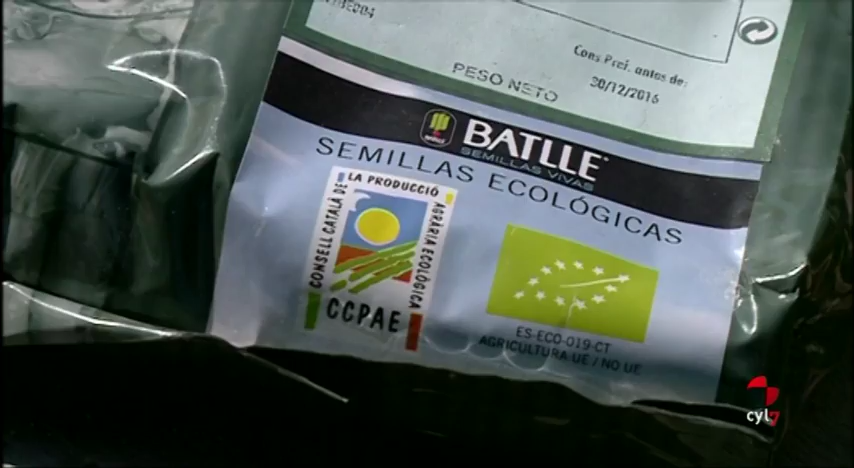 Cons. Pref. antes de:
30/12/2016
PESO NETO
BATLLE
SEMILLAS VIVAS
SEMILLAS ECOLÓGICAS
CONSELL CATALÀ DE
LA PRODUCCIÓ
AGRÀRIA ECOLÒGICA
CCPAE
ES-ECO-019-CT
AGRICULTURA UE / NO UE
cyl7